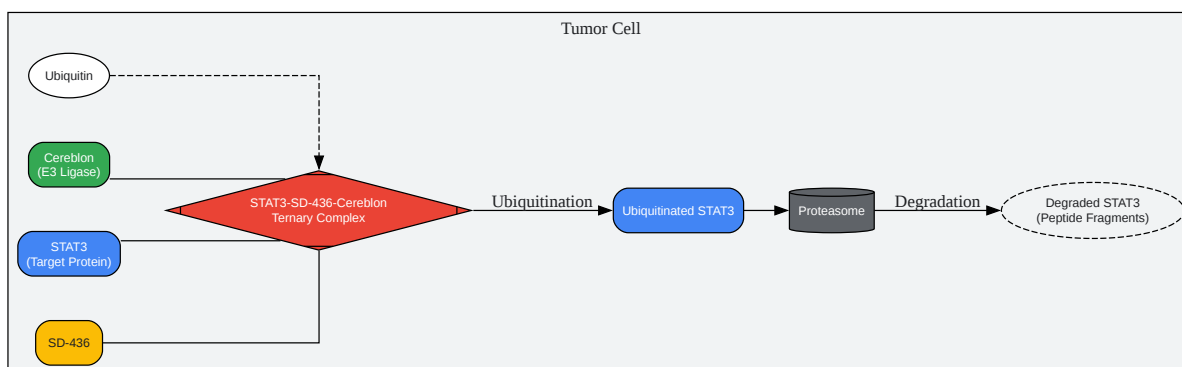 Tumor Cell
Ubiquitin
Cereblon
(E3 Ligase)
STAT3
(Target Protein)
SD-436
STAT3-SD-436-Cereblon
Ternary Complex
Ubiquitination
Ubiquitinated STAT3
Proteasome
Degradation
Degraded STAT3
(Peptide Fragments)